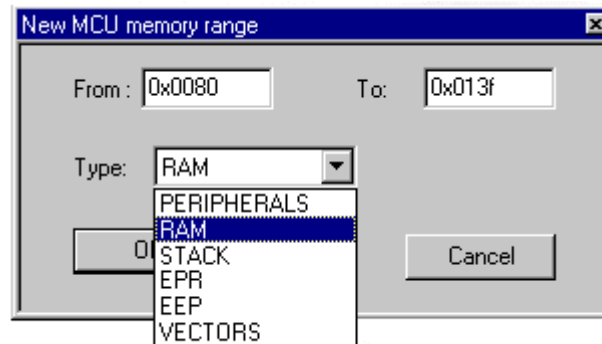 New MCU memory range
From : 0x0080 To: 0x013f
Type: RAM
PERIPHERALS
RAM
STACK
EPR
EEP
VECTORS
Cancel